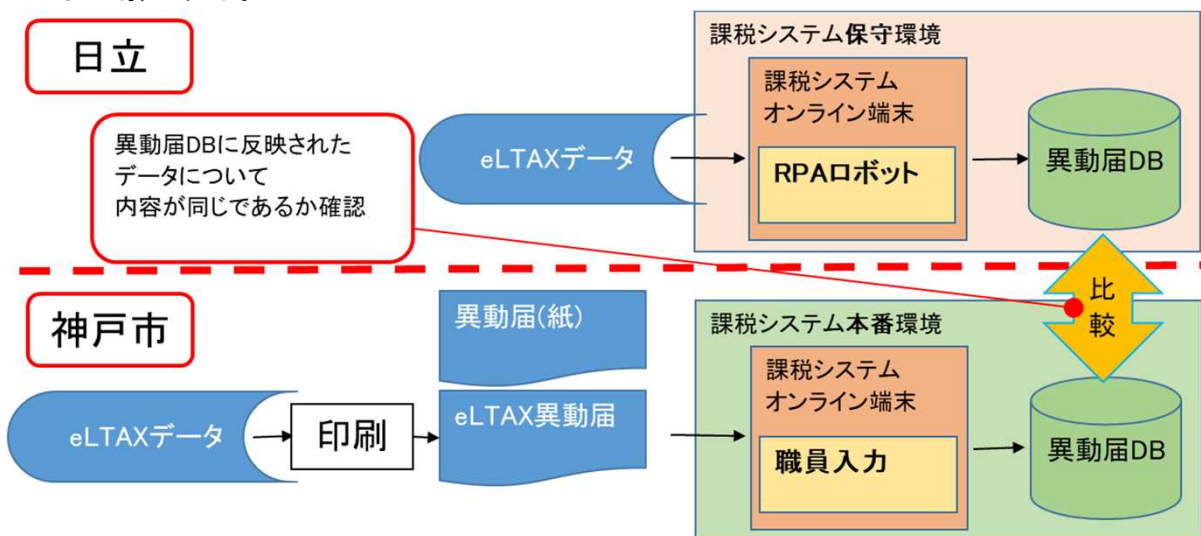 日立
異動届DBに反映された
データについて
内容が同じであるか確認
eLTAXデータ
課税システム保守環境
課税システム
オンライン端末
RPAロボット
異動届DB
比
較
神戸市
eLTAXデータ
印刷
異動届(紙)
eLTAX異動届
課税システム本番環境
課税システム
オンライン端末
職員入力
異動届DB